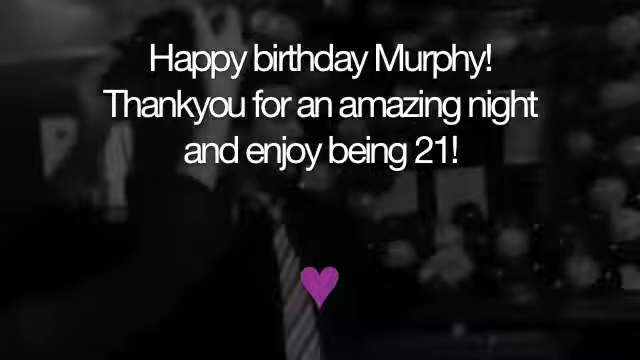 Happy birthday Murphy!
Thankyou for an amazing night
and enjoy being 21!